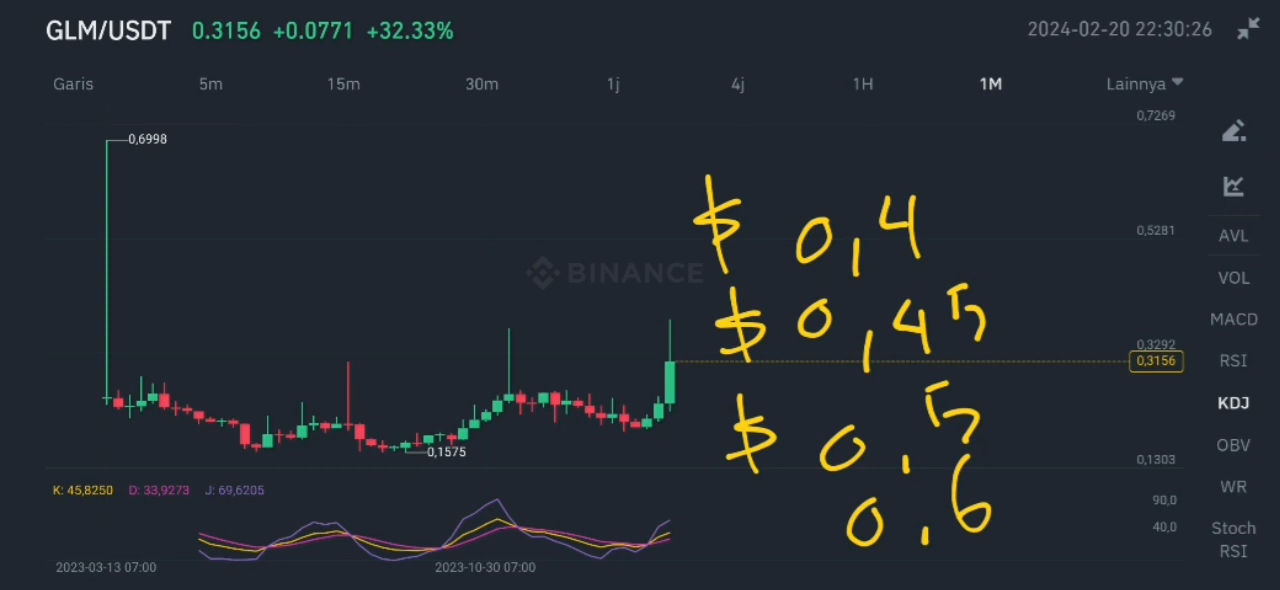 GLM/USDT 0.3156 +0.0771 +32.33% 2024-02-20 22:30:26
Garis 5m 15m 30m 1j 4j 1H 1M Lainnya
0,7269
0,6998
$ 0,4
0,5281
AVL
BINANCE
VOL
$ 0,45
MACD
0,3292
0,3156
RSI
KDJ
$ 0.5
OBV
0,1575
0,1303
WR
K: 45,8250 D: 33,9273 J: 69,6205
90,0
0.6
40,0
Stoch
RSI
2023-03-13 07:00 2023-10-30 07:00